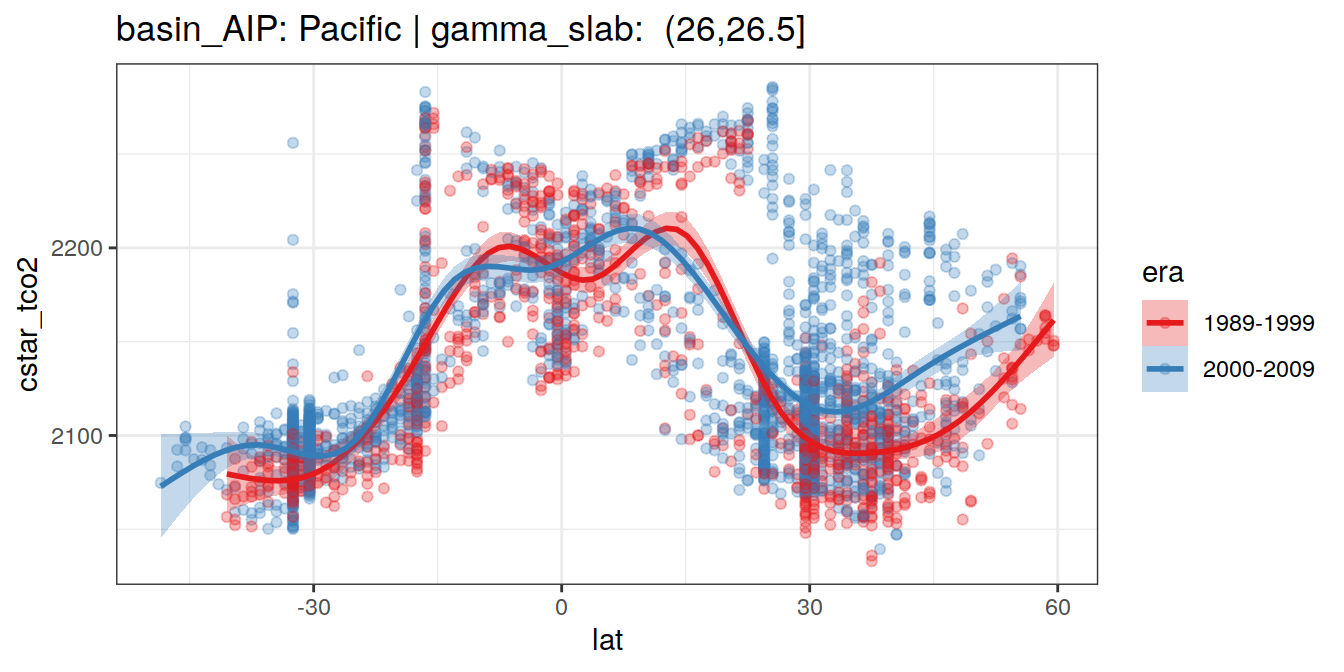 basin_AIP: Pacific | gamma_slab:  (26,26.5]
cstar_tco2
2200
2100
-30
0
30
60
lat
era
1989-1999
2000-2009